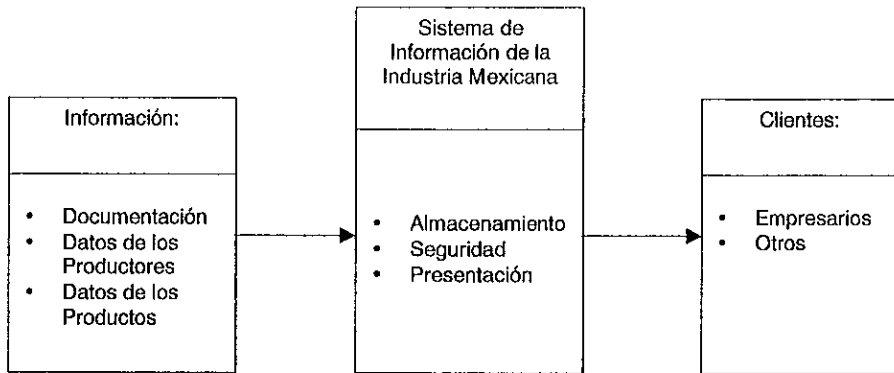 Información:
• Documentación
• Datos de los
Productores
• Datos de los
Productos
Sistema de
Información de la
Industria Mexicana
• Almacenamiento
• Seguridad
• Presentación
Clientes:
• Empresarios
• Otros